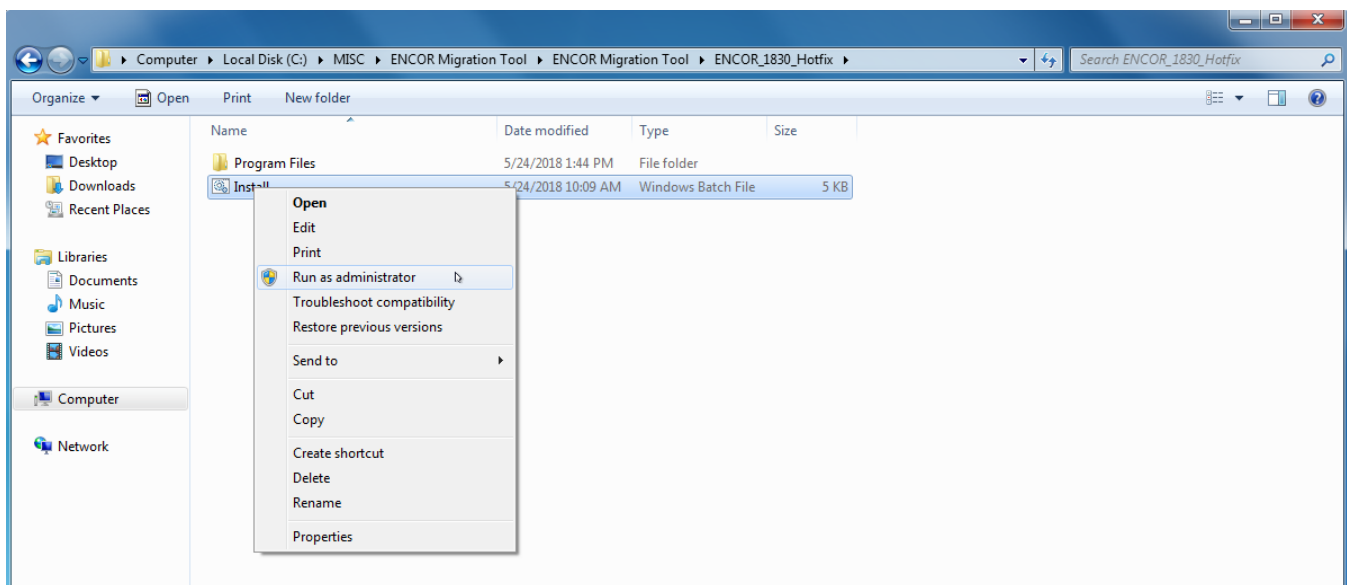 Computer ▸ Local Disk (C:) ▸ MISC ▸ ENCOR Migration Tool ▸ ENCOR Migration Tool ▸ ENCOR_1830_Hotfix ▸ Search ENCOR_1830_Hotfix
Organize Open Print New folder
Name Date modified Type Size
Favorites
Desktop
Downloads
Recent Places
Libraries
Documents
Music
Pictures
Videos
Computer
Network
Program Files 5/24/2018 1:44 PM File folder
Install 5/24/2018 10:09 AM Windows Batch File 5 KB
Open
Edit
Print
Run as administrator
Troubleshoot compatibility
Restore previous versions
Send to
Cut
Copy
Create shortcut
Delete
Rename
Properties